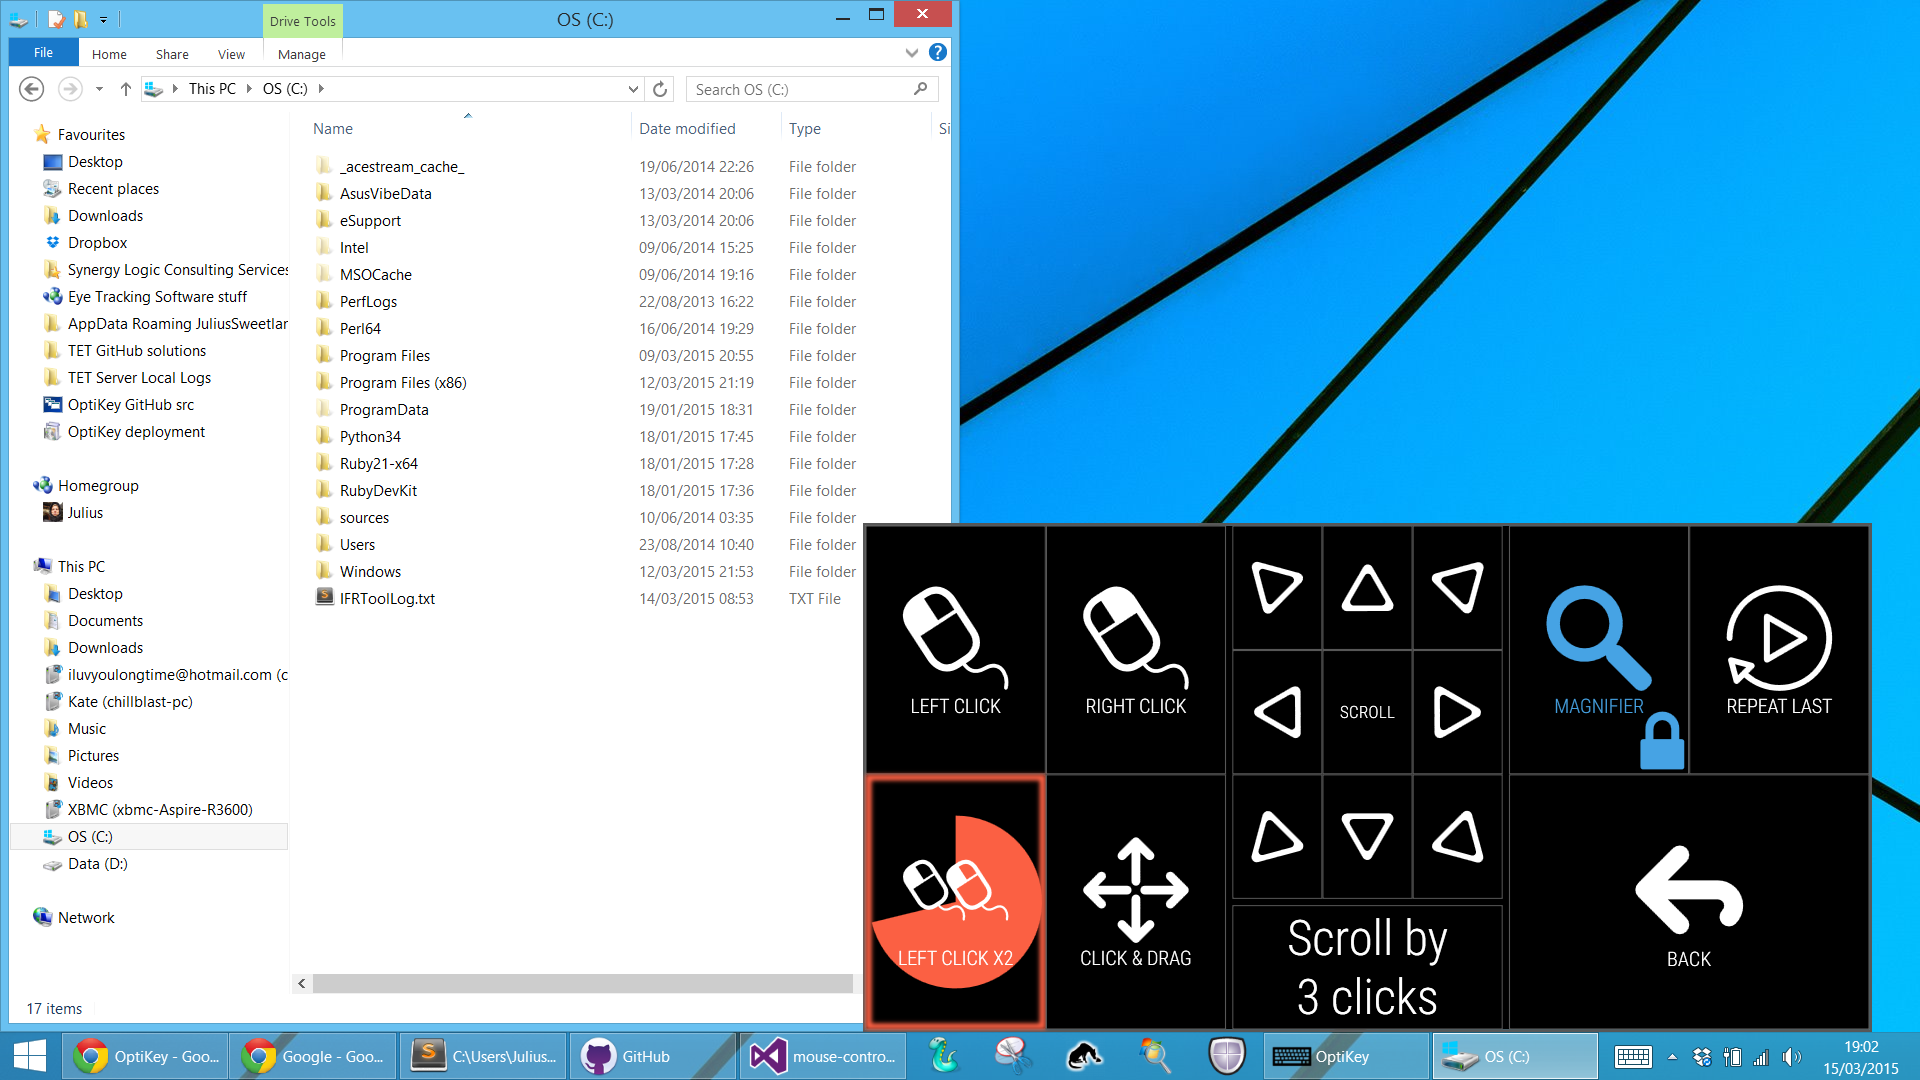 Drive Tools
OS (C:)
File
Home
Share
View
Manage
This PC
OS (C:)
Search OS (C:)
Name
Date modified
Type
Si
Favourites
Desktop
Recent places
Downloads
Dropbox
Synergy Logic Consulting Services
Eye Tracking Software stuff
AppData Roaming JuliusSweetlar
TET GitHub solutions
TET Server Local Logs
OptiKey GitHub src
OptiKey deployment
Homegroup
Julius
This PC
Desktop
Documents
Downloads
iluvyoulongtime@hotmail.com (c
Kate (chillblast-pc)
Music
Pictures
Videos
XBMC (xbmc-Aspire-R3600)
OS (C:)
Data (D:)
Network
_acestream_cache_ 19/06/2014 22:26 File folder
AsusVibeData 13/03/2014 20:06 File folder
eSupport 13/03/2014 20:06 File folder
Intel 09/06/2014 15:25 File folder
MSOCache 09/06/2014 19:16 File folder
PerfLogs 22/08/2013 16:22 File folder
Perl64 16/06/2014 19:29 File folder
Program Files 09/03/2015 20:55 File folder
Program Files (x86) 12/03/2015 21:19 File folder
ProgramData 19/01/2015 18:31 File folder
Python34 18/01/2015 17:45 File folder
Ruby21-x64 18/01/2015 17:28 File folder
RubyDevKit 18/01/2015 17:36 File folder
sources 10/06/2014 03:35 File folder
Users 23/08/2014 10:40 File folder
Windows 12/03/2015 21:53 File folder
IFRToolLog.txt 14/03/2015 08:53 TXT File
17 items
LEFT CLICK
RIGHT CLICK
SCROLL
MAGNIFIER
REPEAT LAST
LEFT CLICK X2
CLICK & DRAG
Scroll by
3 clicks
BACK
OptiKey - Goo...
Google - Goo...
C:\Users\Julius...
GitHub
mouse-contro...
OptiKey
OS (C:)
19:02
15/03/2015